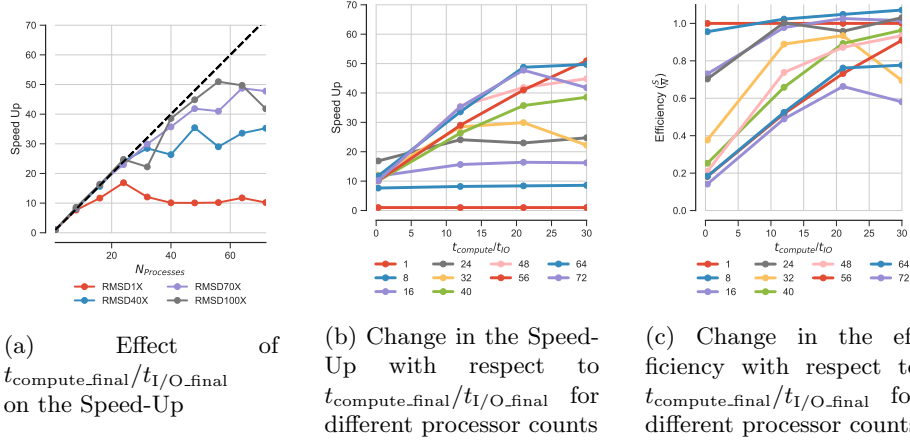 70
60
50
40
30
20
10
0
Speed Up
20 40 60
N_Processes
RMSD1X RMSD70X
RMSD40X RMSD100X
(a) Effect of
t_compute_final/t_I/O_final
on the Speed-Up
70
60
50
40
30
20
10
0
Speed Up
0 5 10 15 20 25 30
t_compute/t_IO
1 24 48 64
8 32 56 72
16 40
(b) Change in the Speed-
Up with respect to
t_compute_final/t_I/O_final for
different processor counts
1.0
0.8
0.6
0.4
0.2
0.0
Efficiency (S/N)
0 5 10 15 20 25 30
t_compute/t_IO
1 24 48 64
8 32 56 72
16 40
(c) Change in the ef
ficiency with respect t
t_compute_final/t_I/O_final fo
different processor counts